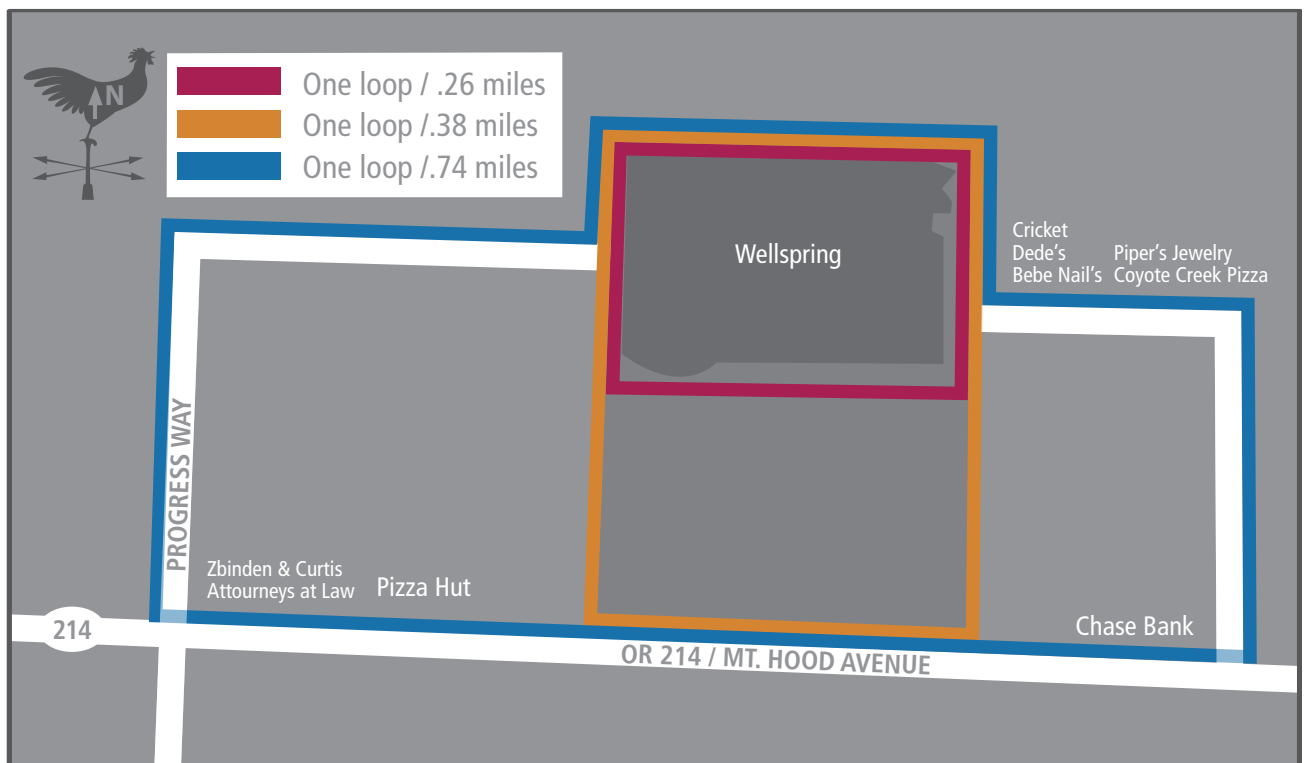 N
One loop / .26 miles
One loop /.38 miles
One loop /.74 miles
Wellspring
Cricket
Dede's
Bebe Nail's
Piper's Jewelry
Coyote Creek Pizza
PROGRESS WAY
Zbinden & Curtis
Attourneys at Law
Pizza Hut
Chase Bank
214
OR 214 / MT. HOOD AVENUE